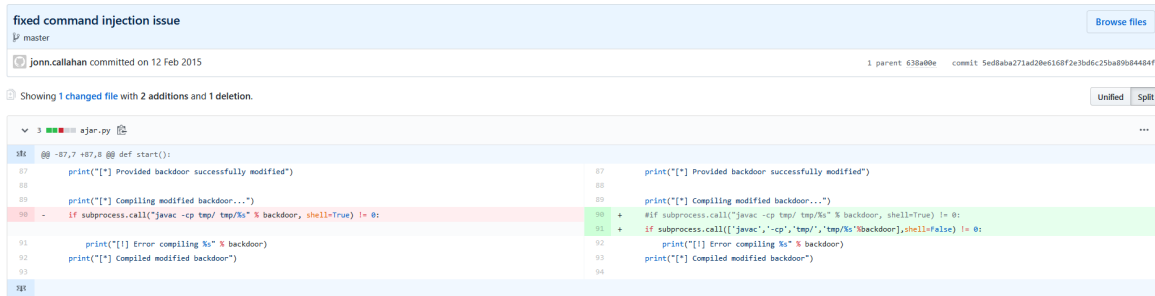 fixed command injection issue
Browse files
master
jonn.callahan committed on 12 Feb 2015
1 parent 638a00e commit 5ed8aba271ad20e6168f2e3bd6c25ba89b84484f
Showing 1 changed file with 2 additions and 1 deletion.
Unified Split
3 ajar.py
@@ -87,7 +87,8 @@ def start():
87 print("[*] Provided backdoor successfully modified")
88
89 print("[*] Compiling modified backdoor...")
90 - if subprocess.call("javac -cp tmp/ tmp/%s" % backdoor, shell=True) != 0:
91 print("[!] Error compiling %s" % backdoor)
92 print("[*] Compiled modified backdoor")
93
87 print("[*] Provided backdoor successfully modified")
88
89 print("[*] Compiling modified backdoor...")
90 + #if subprocess.call("javac -cp tmp/ tmp/%s" % backdoor, shell=True) != 0:
91 + if subprocess.call(['javac','-cp','tmp/','tmp/%s'%backdoor],shell=False) != 0:
92 print("[!] Error compiling %s" % backdoor)
93 print("[*] Compiled modified backdoor")
94